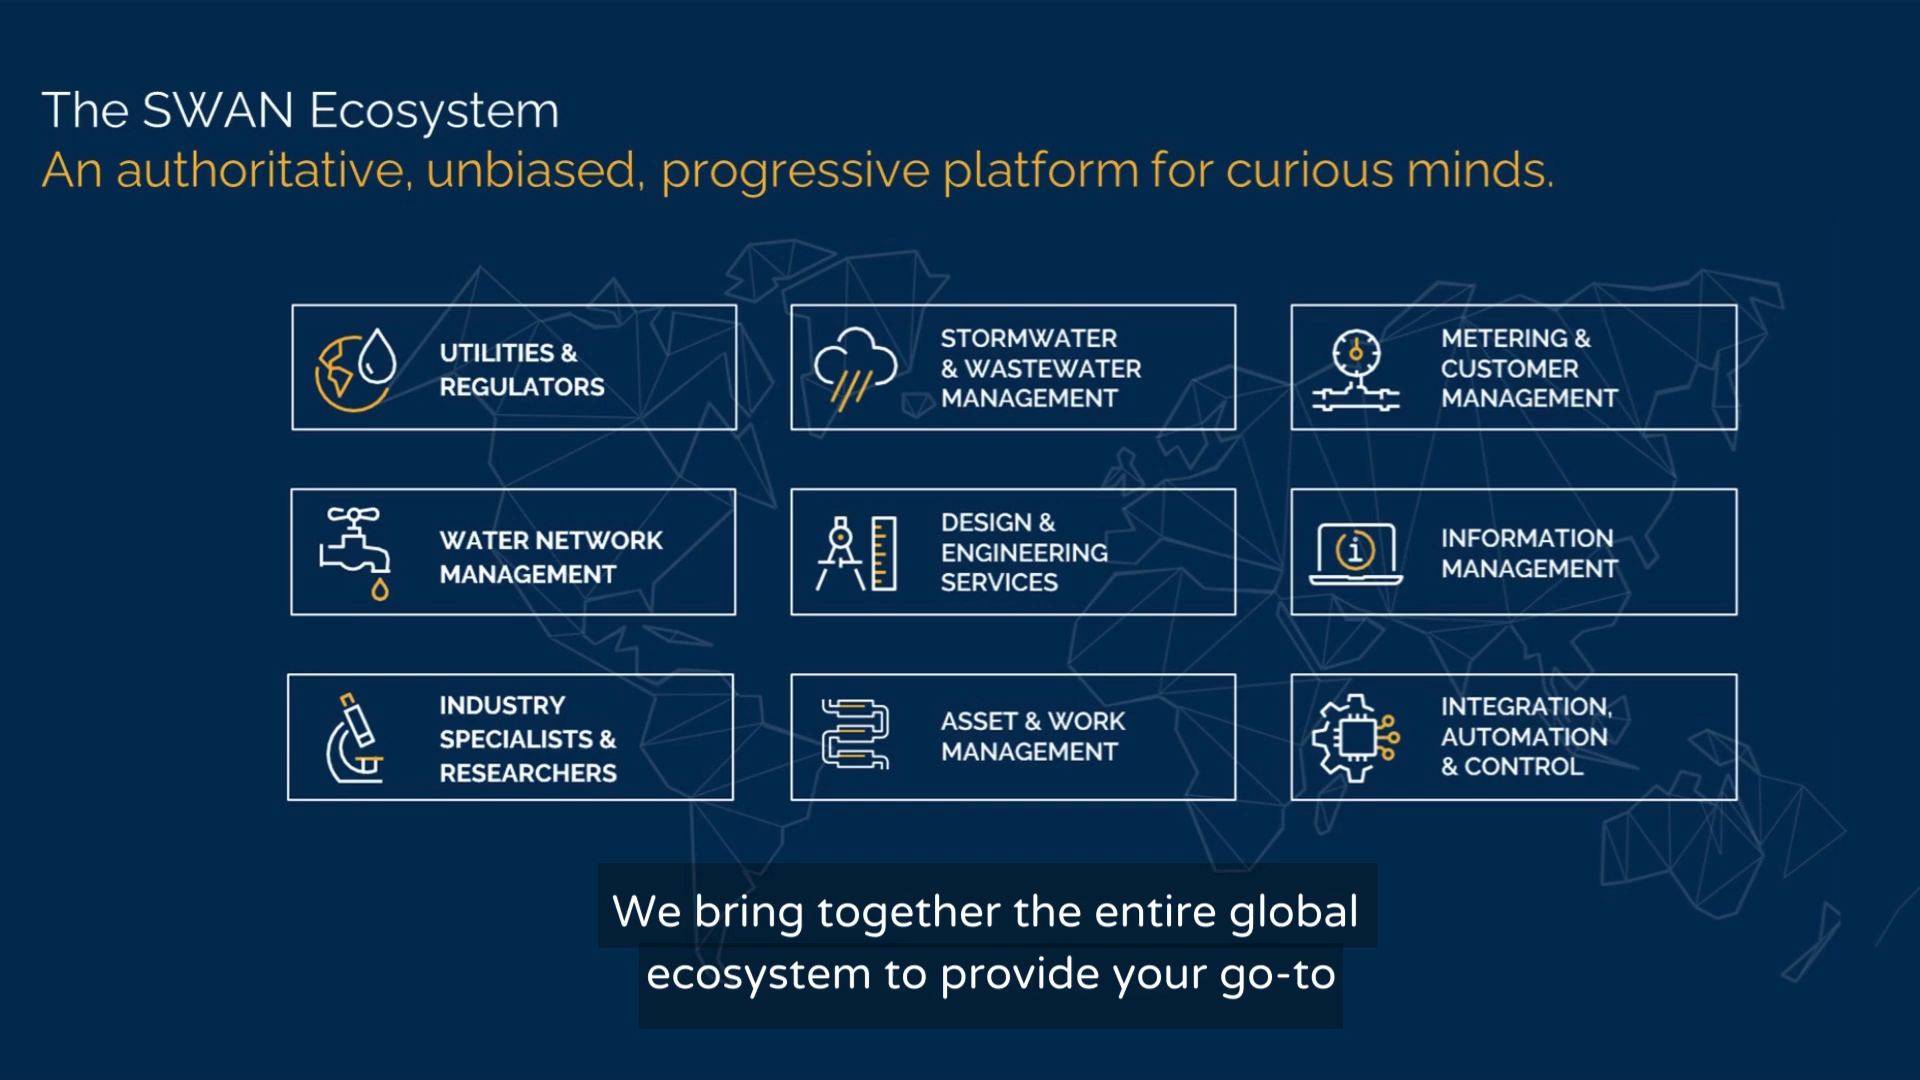 The SWAN Ecosystem
An authoritative, unbiased, progressive platform for curious minds.
UTILITIES &
REGULATORS
STORMWATER
& WASTEWATER
MANAGEMENT
METERING &
CUSTOMER
MANAGEMENT
WATER NETWORK
MANAGEMENT
DESIGN &
ENGINEERING
SERVICES
INFORMATION
MANAGEMENT
INDUSTRY
SPECIALISTS &
RESEARCHERS
ASSET & WORK
MANAGEMENT
INTEGRATION,
AUTOMATION
& CONTROL
We bring together the entire global
ecosystem to provide your go-to